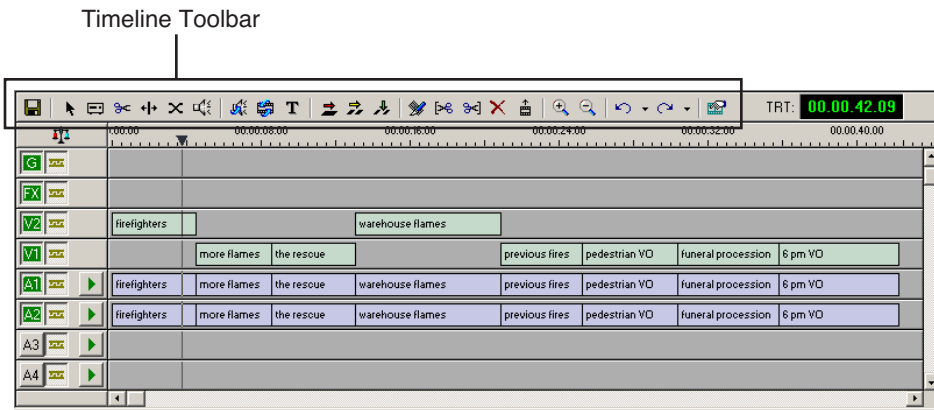 Timeline Toolbar
T TRT: 00.00.42.09
:00:00 00:00:08:00 00:00:16:00 00:00:24:00 00:00:32:00 00:00:40:00
G
FX
V2 firefighters warehouse flames
V1 more flames the rescue previous fires pedestrian VO funeral procession 6 pm VO
A1 firefighters more flames the rescue warehouse flames previous fires pedestrian VO funeral procession 6 pm VO
A2 firefighters more flames the rescue warehouse flames previous fires pedestrian VO funeral procession 6 pm VO
A3
A4